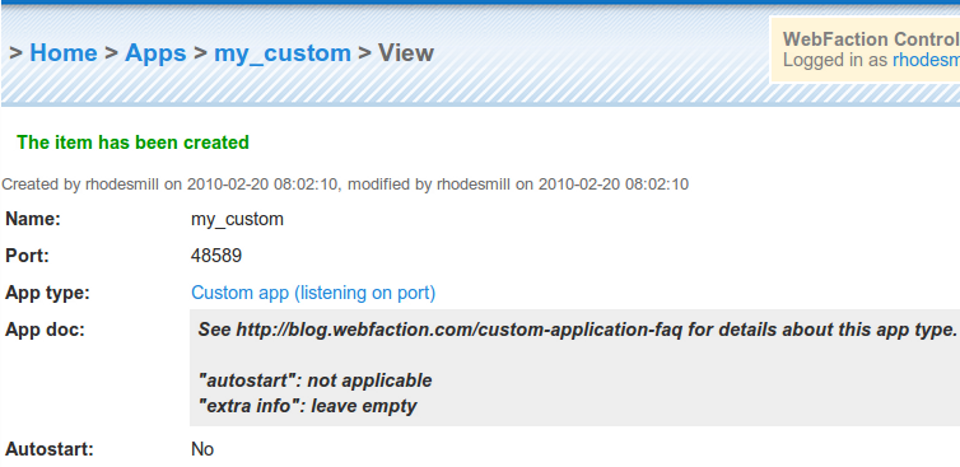 > Home > Apps > my_custom > View
WebFaction Control
Logged in as rhodesm
The item has been created
Created by rhodesmill on 2010-02-20 08:02:10, modified by rhodesmill on 2010-02-20 08:02:10
Name: my_custom
Port: 48589
App type: Custom app (listening on port)
App doc: See http://blog.webfaction.com/custom-application-faq for details about this app type.
"autostart": not applicable
"extra info": leave empty
Autostart: No